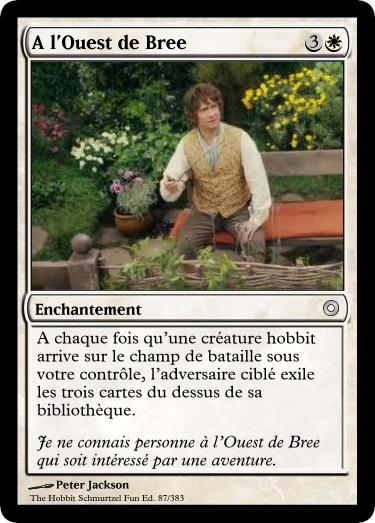 A l'Ouest de Bree 3
Enchantement
A chaque fois qu'une créature hobbit
arrive sur le champ de bataille sous
votre contrôle, l'adversaire ciblé exile
les trois cartes du dessus de sa
bibliothèque.
Je ne connais personne à l'Ouest de Bree
qui soit intéressé par une aventure.
Peter Jackson
The Hobbit Schmurtzel Fun Ed. 87/383